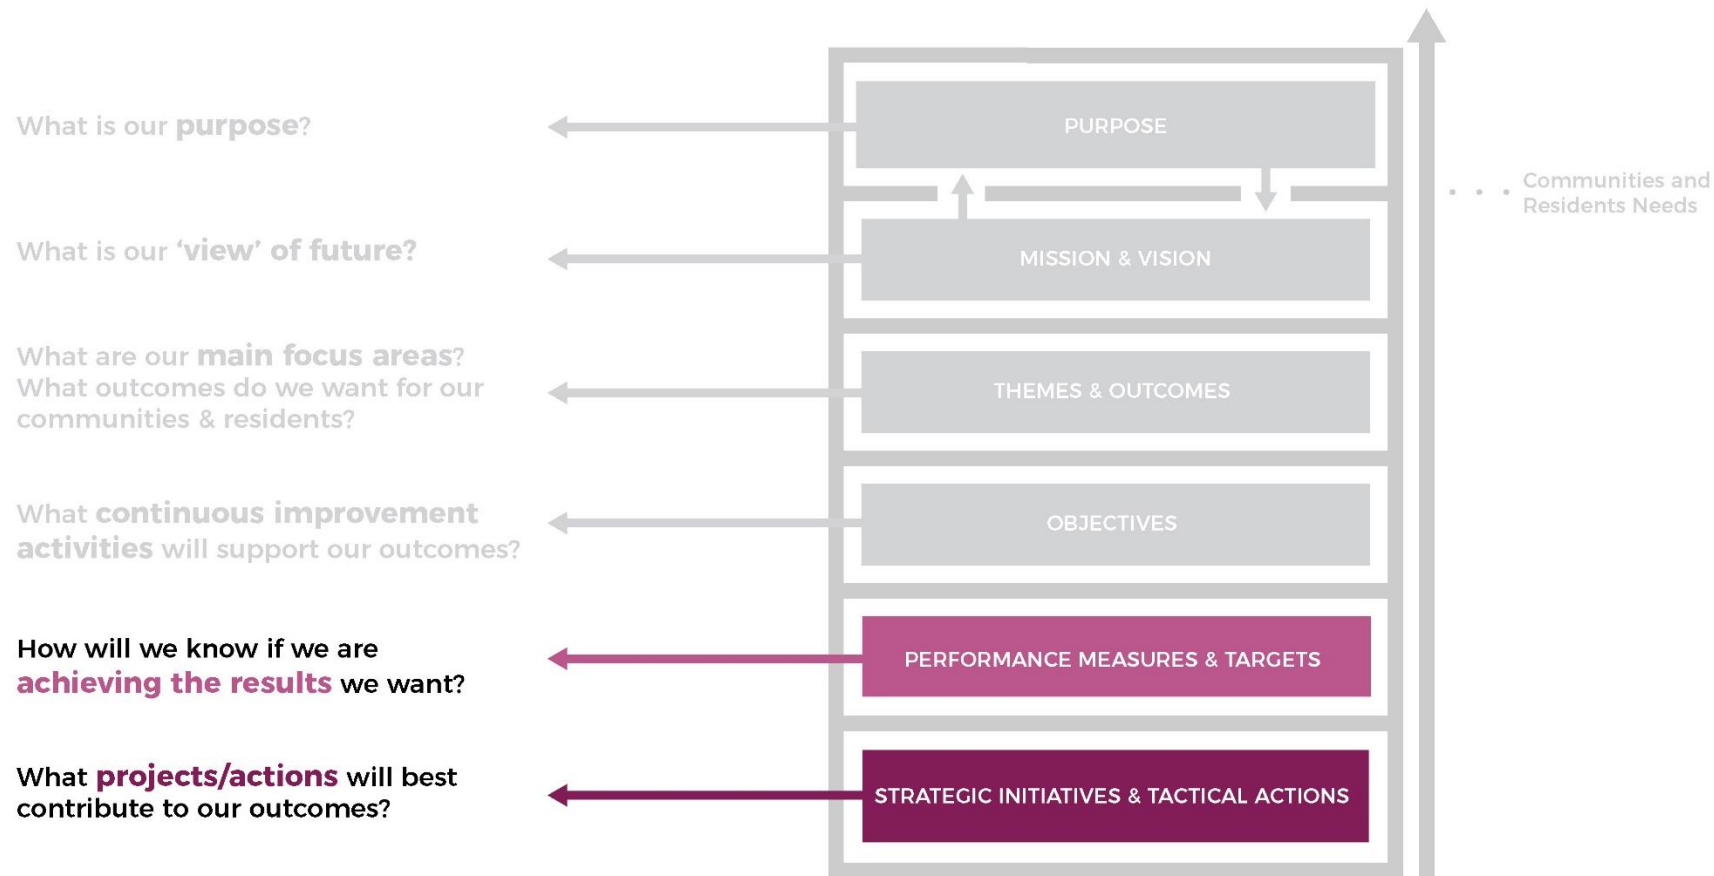 What is our purpose?
PURPOSE
Communities and
Residents Needs
What is our ‘view’ of future?
MISSION & VISION
What are our main focus areas?
What outcomes do we want for our
communities & residents?
THEMES & OUTCOMES
What continuous improvement
activities will support our outcomes?
OBJECTIVES
How will we know if we are
achieving the results we want?
PERFORMANCE MEASURES & TARGETS
What projects/actions will best
contribute to our outcomes?
STRATEGIC INITIATIVES & TACTICAL ACTIONS